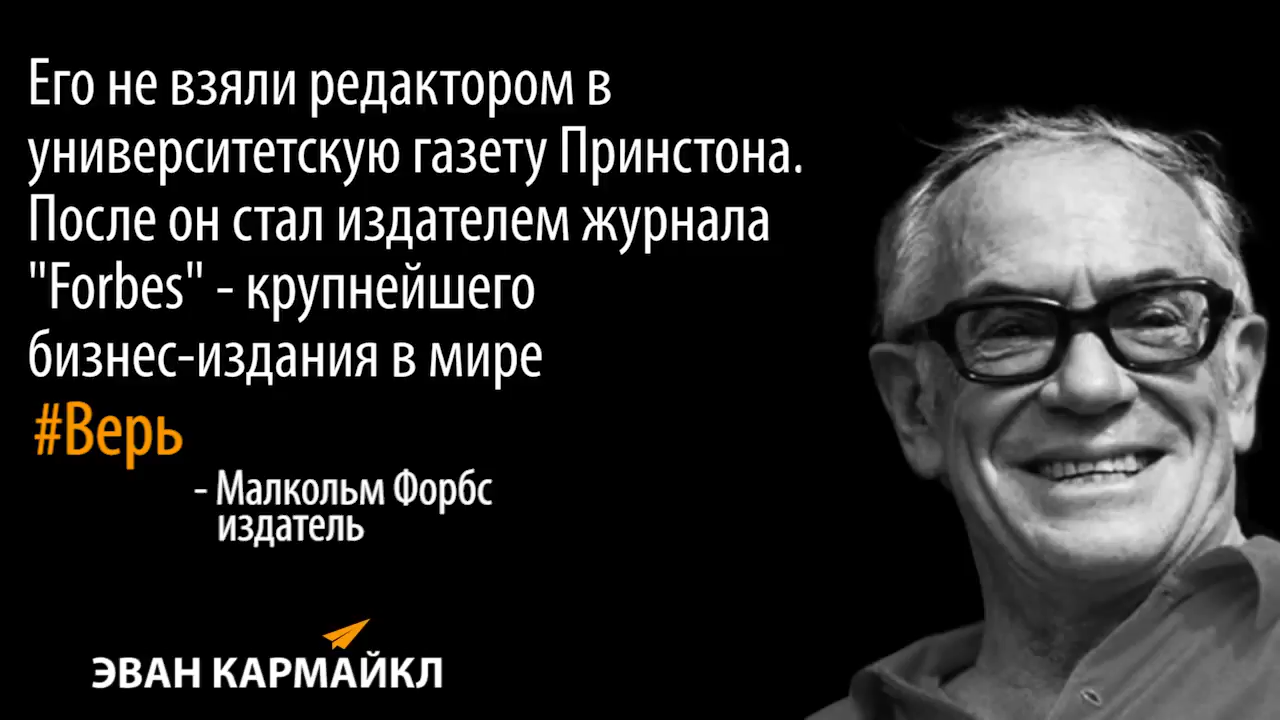 Его не взяли редактором в
университетскую газету Принстона.
После он стал издателем журнала
"Forbes" - крупнейшего
бизнес-издания в мире
#Верь
- Малкольм Форбс
издатель
ЭВАН КАРМАЙКЛ